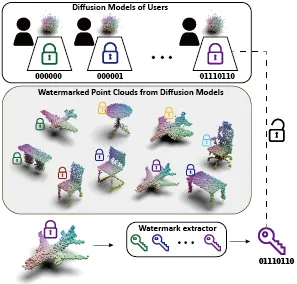 Diffusion Models of Users
000000
000001
• • •
01110110
Watermarked Point Clouds from Diffusion Models
Watermark extractor
• • •
01110110